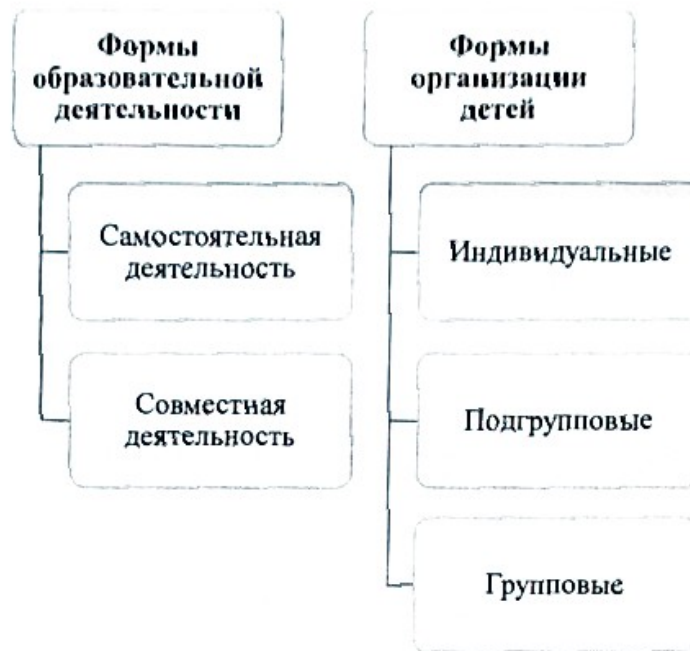 Формы
образовательной
деятельности
Самостоятельная
деятельность
Совместная
деятельность
Формы
организации
детей
Индивидуальные
Подгрупповые
Групповые